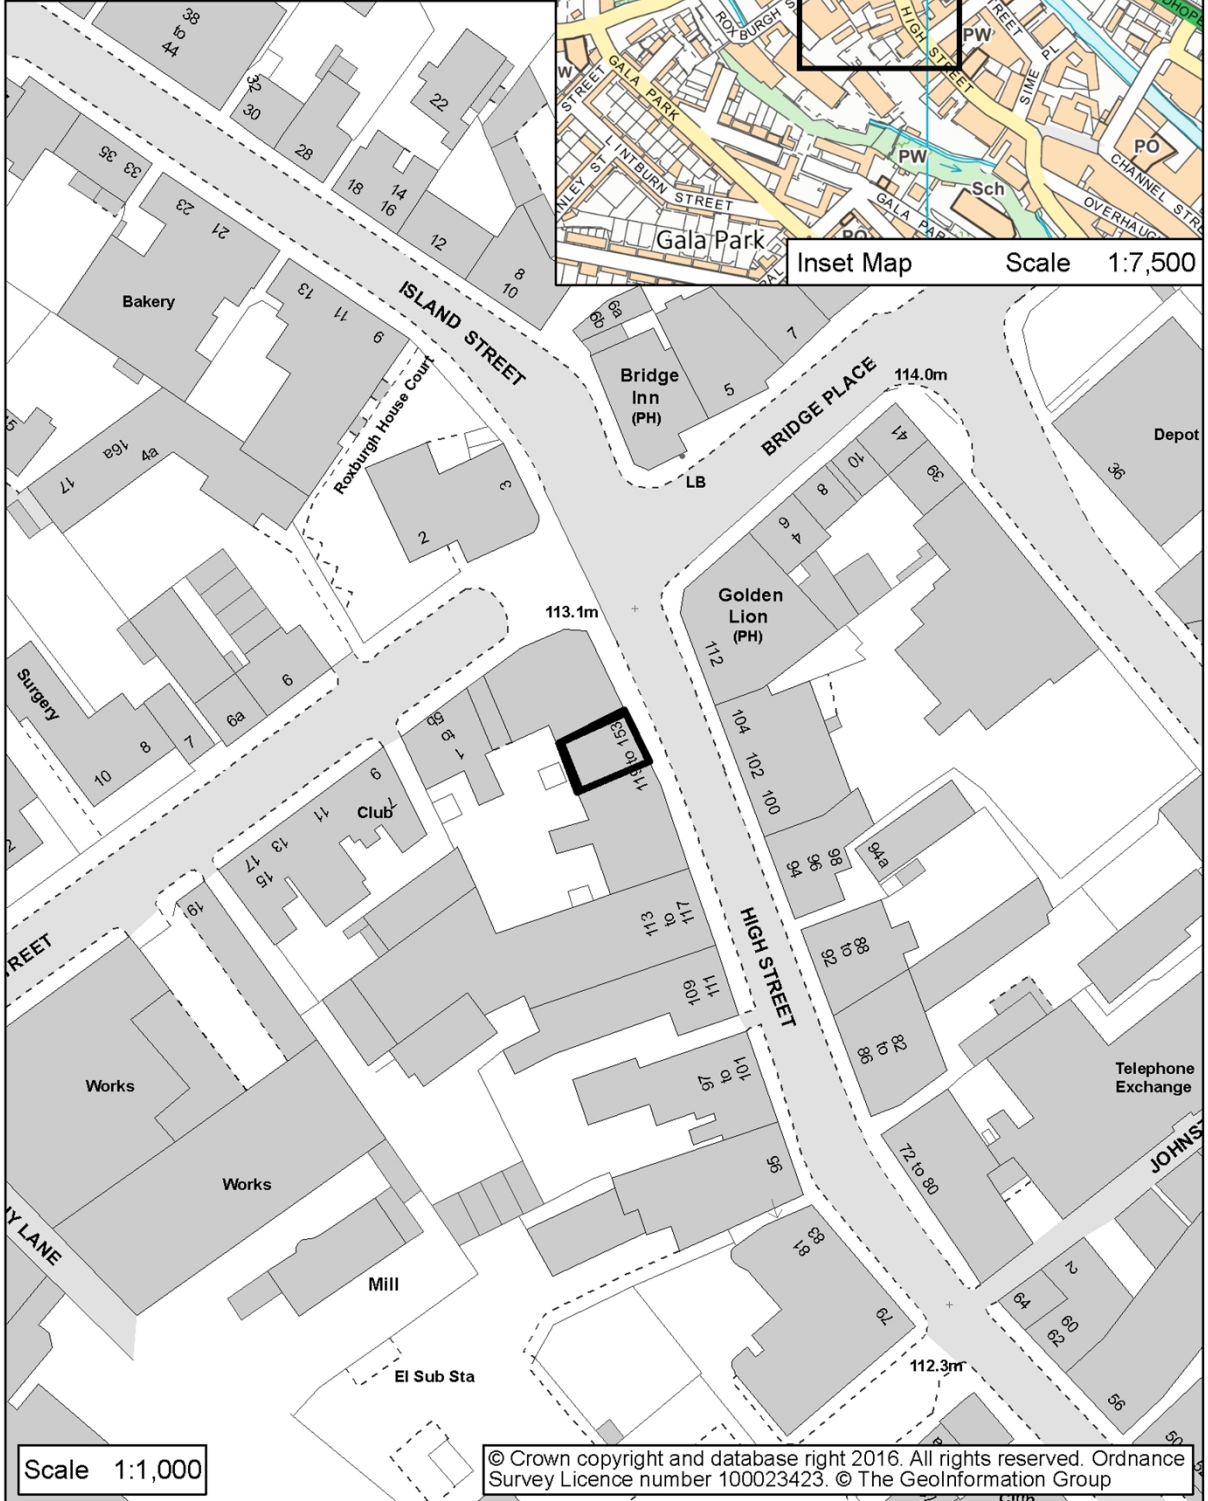 38
to
44
32
30
28
22
35
33
23
21
18
14
16
12
8
10
Bakery
13
11
9
ISLAND STREET
6b
6a
7
5
Bridge
Inn
(PH)
BRIDGE PLACE
114.0m
LB
Depot
36
Roxburgh House Court
3
2
16a
4a
17
41
39
10
8
6
4
Golden
Lion
(PH)
112
113.1m
Surgery
10
8
7
6a
6
5b
to
1
119 to 153
104
102
100
98
96
94
94a
9
7
11
Club
13
17
15
19
117
to
113
111
109
HIGH STREET
88
to
92
82
to
86
101
to
97
95
Telephone
Exchange
72 to 80
Works
Works
Mill
El Sub Sta
83
81
79
112.3m
2
64
60
62
56
50
ROXBURGH
HIGH STREET
PW
STREET
SIME PL
GALA PARK
PO
CHANNEL
OVERHAUGH
LINTBURN STREET
PW
Sch
Gala Park
Inset Map Scale 1:7,500
Scale 1:1,000
© Crown copyright and database right 2016. All rights reserved. Ordnance
Survey Licence number 100023423. © The GeoInformation Group